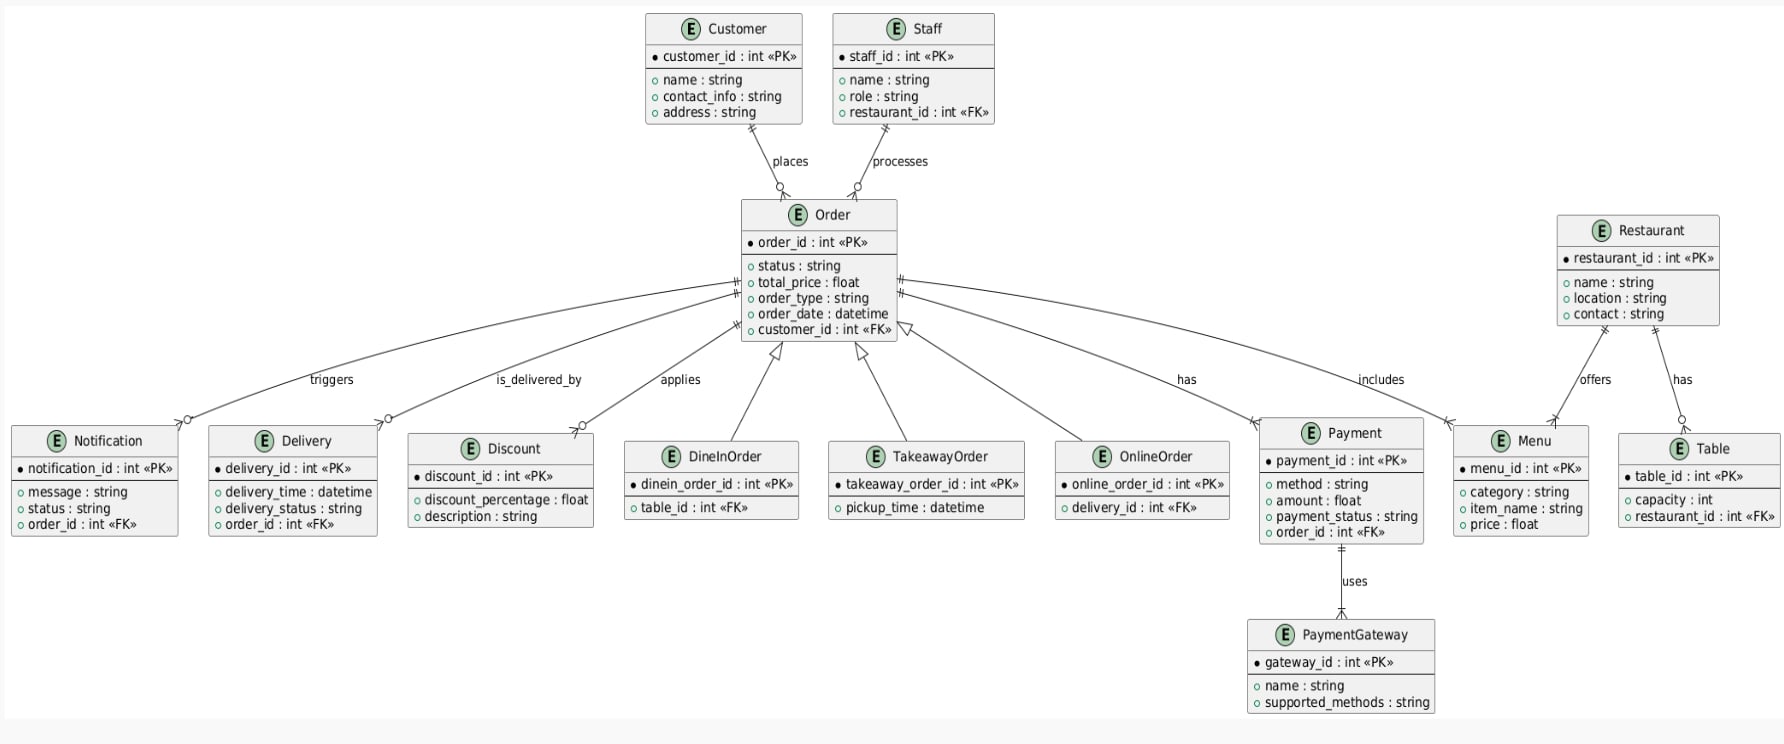 E Customer
customer_id : int «PK»
name : string
contact_info : string
address : string
E Staff
staff_id : int «PK»
name : string
role : string
restaurant_id : int «FK»
places
processes
E Order
order_id : int «PK»
status : string
total_price : float
order_type : string
order_date : datetime
customer_id : int «FK»
E Restaurant
restaurant_id : int «PK»
name : string
location : string
contact : string
triggers
is_delivered_by
applies
has
includes
offers
has
E Notification
notification_id : int «PK»
message : string
status : string
order_id : int «FK»
E Delivery
delivery_id : int «PK»
delivery_time : datetime
delivery_status : string
order_id : int «FK»
E Discount
discount_id : int «PK»
discount_percentage : float
description : string
E DineInOrder
dinein_order_id : int «PK»
table_id : int «FK»
E TakeawayOrder
takeaway_order_id : int «PK»
pickup_time : datetime
E OnlineOrder
online_order_id : int «PK»
delivery_id : int «FK»
E Payment
payment_id : int «PK»
method : string
amount : float
payment_status : string
order_id : int «FK»
E Menu
menu_id : int «PK»
category : string
item_name : string
price : float
E Table
table_id : int «PK»
capacity : int
restaurant_id : int «FK»
uses
E PaymentGateway
gateway_id : int «PK»
name : string
supported_methods : string